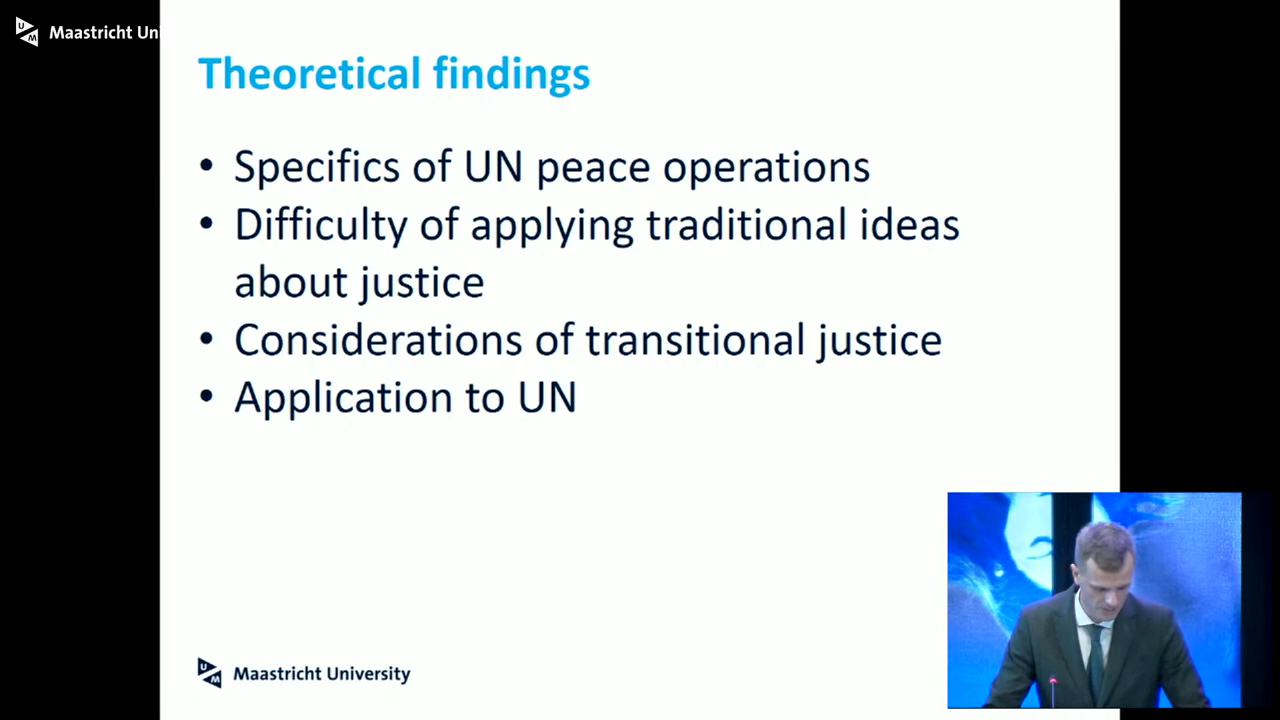 Maastricht Uni
Theoretical findings
• Specifics of UN peace operations
• Difficulty of applying traditional ideas
about justice
• Considerations of transitional justice
• Application to UN
Maastricht University